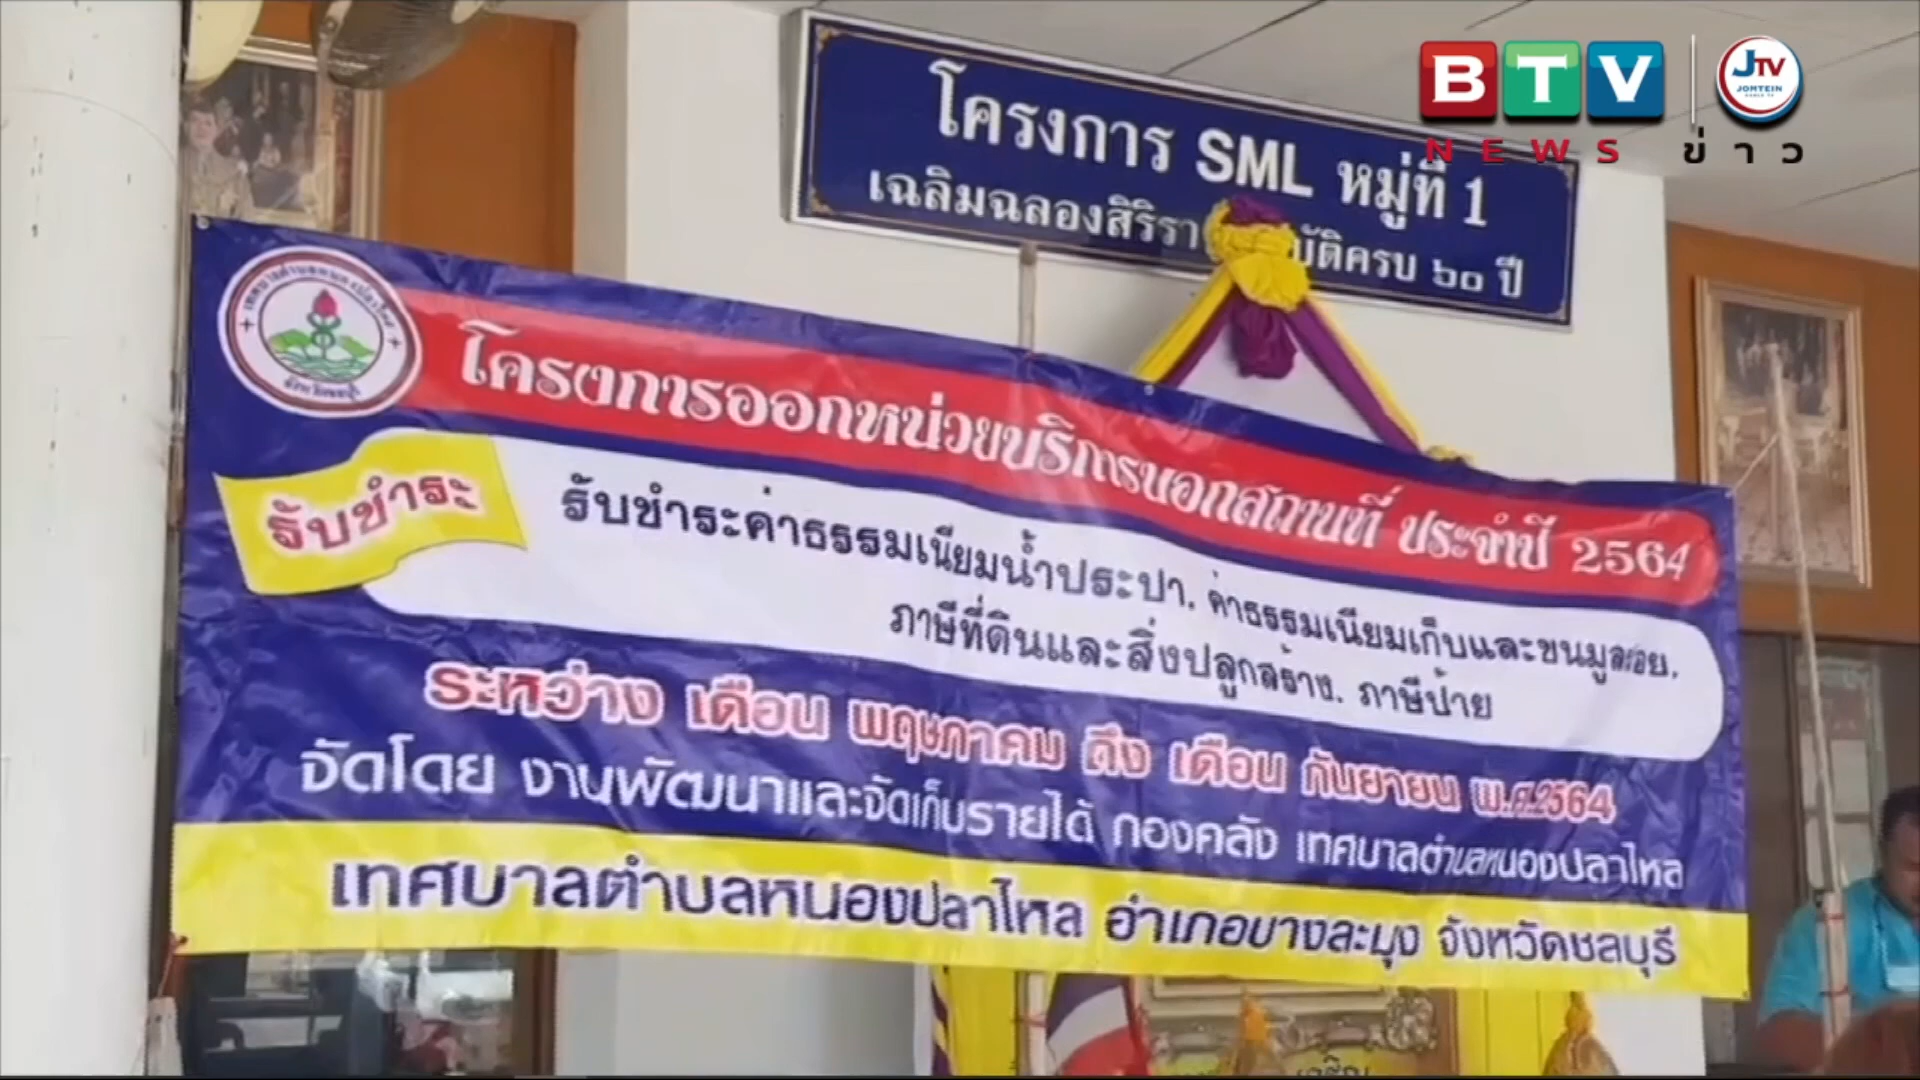 BTV
NEWS
JTV
JOMTEIN
ข่าว
โครงการ SML หมู่ที่ 1
เฉลิมฉลองสิริรา บัติครบ ๖๐ ปี
จังหวัดชลบุรี
โครงการออกหน่วยบริการนอกสถานที่ ประจำปี 2564
รับชำระ
รับชำระค่าธรรมเนียมน้ำประปา, ค่าธรรมเนียมเก็บและขนมูลฝอย,
ภาษีที่ดินและสิ่งปลูกสร้าง, ภาษีป้าย
ระหว่าง เดือน พฤษภาคม ถึง เดือน กันยายน พ.ศ.2564
จัดโดย งานพัฒนาและจัดเก็บรายได้ กองคลัง เทศบาลตำบลหนองปลาไหล
เทศบาลตำบลหนองปลาไหล อำเภอบางละมุง จังหวัดชลบุรี